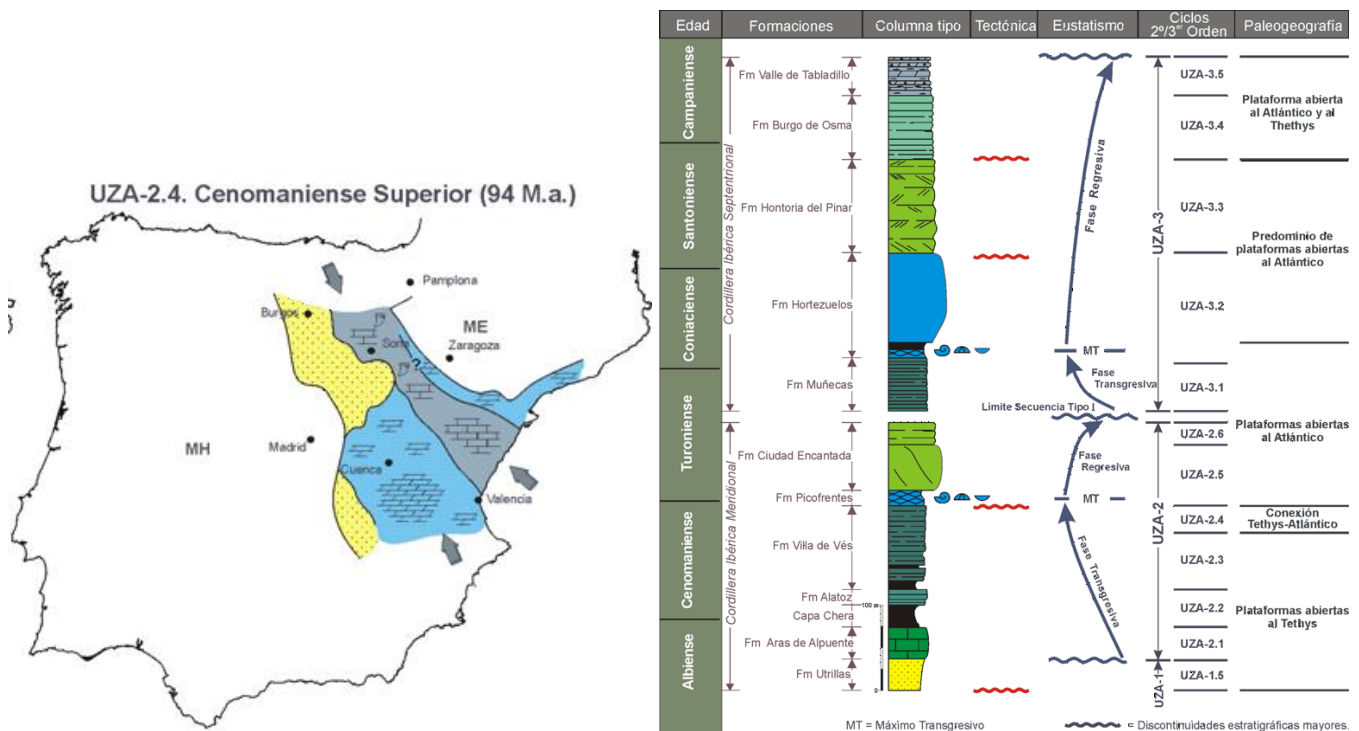 UZA-2.4. Cenomaniense Superior (94 M.a.)
Pamplona
Burgos
ME
Soria
Zaragoza
?
Madrid
MH
Cuenca
Valencia
Edad
Formaciones
Columna tipo
Tectónica
Eustatismo
Ciclos
2º/3er Orden
Paleogeografía
Campaniense
Santoniense
Coniaciense
Turoniense
Cenomaniense
Albiense
Cordillera Ibérica Septentrional
Cordillera Ibérica Meridional
Fm Valle de Tabladillo
Fm Burgo de Osma
Fm Hontoria del Pinar
Fm Hortezuelos
Fm Muñecas
Fm Ciudad Encantada
Fm Picofrentes
Fm Villa de Vés
Fm Alatoz
Capa Chera
Fm Aras de Alpuente
Fm Utrillas
100 m
0
Fase Regresiva
MT
Fase
Transgresiva
Limite Secuencia Tipo I
Fase
Regresiva
MT
Fase Transgresiva
UZA-3
UZA-2
UZA-1
UZA-3.5
UZA-3.4
UZA-3.3
UZA-3.2
UZA-3.1
UZA-2.6
UZA-2.5
UZA-2.4
UZA-2.3
UZA-2.2
UZA-2.1
UZA-1.5
Plataforma abierta
al Atlántico y al
Thethys
Predominio de
plataformas abiertas
al Atlántico
Plataformas abiertas
al Atlántico
Conexión
Tethys-Atlántico
Plataformas abiertas
al Tethys
MT = Máximo Transgresivo
= Discontinuidades estratigráficas mayores.